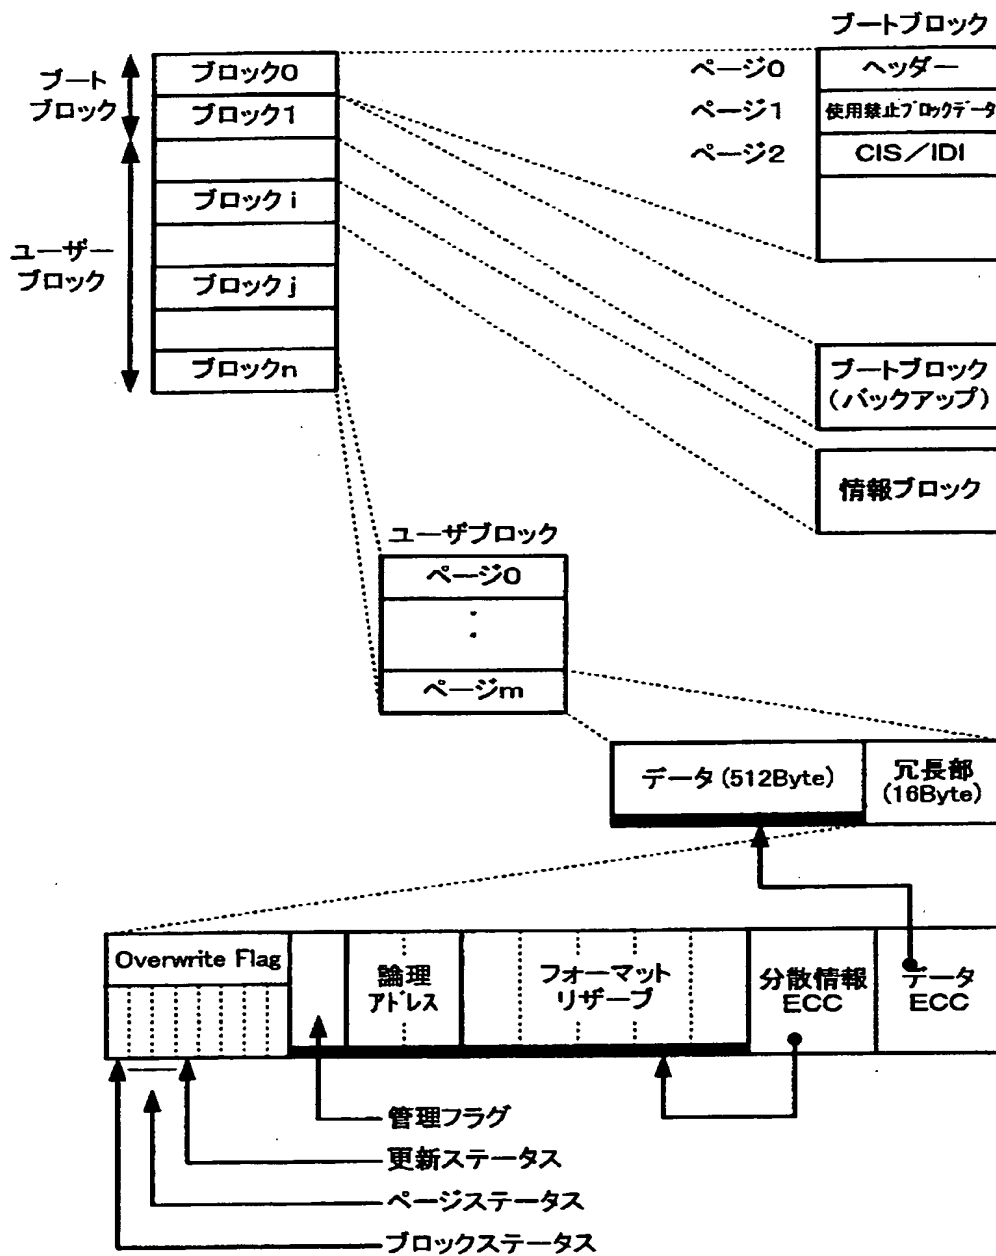 ブートブロック
ブート
ブロック
ブロック0
ブロック1
ページ0
ヘッダー
ページ1
使用禁止ブロックデータ
ページ2
CIS／IDI
ユーザー
ブロック
ブロック i
ブロック j
ブロックn
ブートブロック
(バックアップ)
情報ブロック
ユーザブロック
ページ0
ページm
データ(512Byte)
冗長部
(16Byte)
Overwrite Flag
論理
アドレス
フォーマット
リザーブ
分散情報
ECC
データ
ECC
管理フラグ
更新ステータス
ページステータス
ブロックステータス